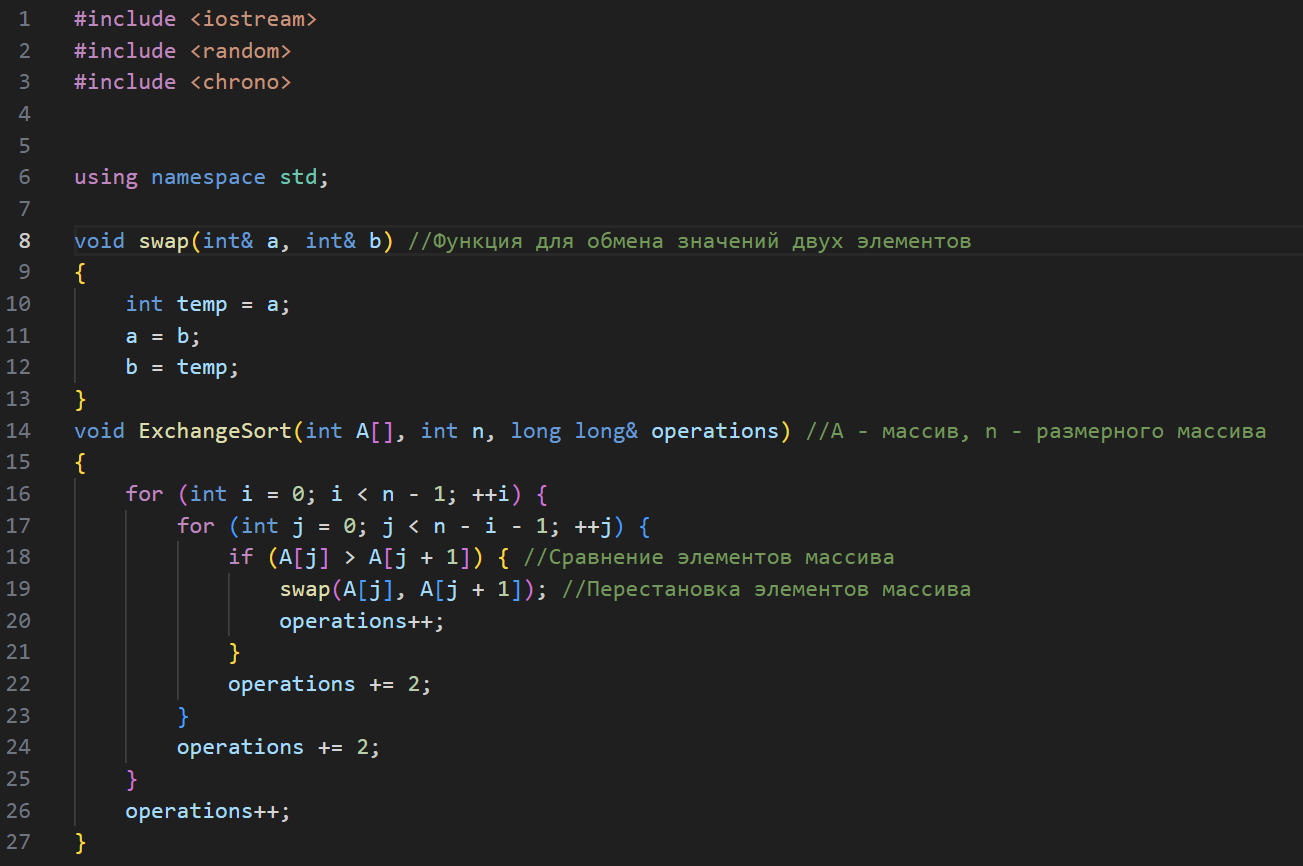 1 #include <iostream>
2 #include <random>
3 #include <chrono>
4
5
6 using namespace std;
7
8 void swap(int& a, int& b) //Функция для обмена значений двух элементов
9 {
10     int temp = a;
11     a = b;
12     b = temp;
13 }
14 void ExchangeSort(int A[], int n, long long& operations) //A - массив, n - размерного массива
15 {
16     for (int i = 0; i < n - 1; ++i) {
17         for (int j = 0; j < n - i - 1; ++j) {
18             if (A[j] > A[j + 1]) { //Сравнение элементов массива
19                 swap(A[j], A[j + 1]); //Перестановка элементов массива
20                 operations++;
21             }
22             operations += 2;
23         }
24         operations += 2;
25     }
26     operations++;
27 }